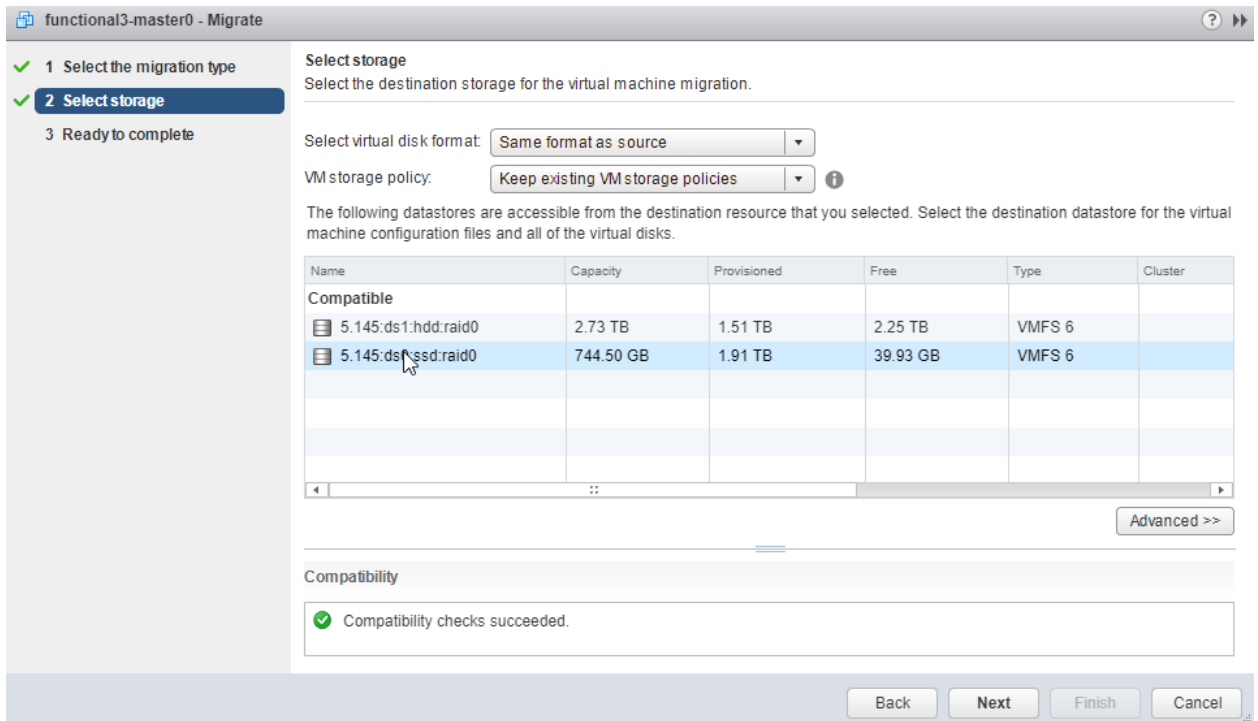 functional3-master0 - Migrate
1 Select the migration type
2 Select storage
3 Ready to complete
Select storage
Select the destination storage for the virtual machine migration.
Select virtual disk format: Same format as source
VM storage policy: Keep existing VM storage policies
The following datastores are accessible from the destination resource that you selected. Select the destination datastore for the virtual
machine configuration files and all of the virtual disks.
Name Capacity Provisioned Free Type Cluster
Compatible
5.145:ds1:hdd:raid0 2.73 TB 1.51 TB 2.25 TB VMFS 6
744.50 GB 1.91 TB 39.93 GB VMFS 6
Advanced >>
Compatibility
Compatibility checks succeeded.
Back Next Finish Cancel